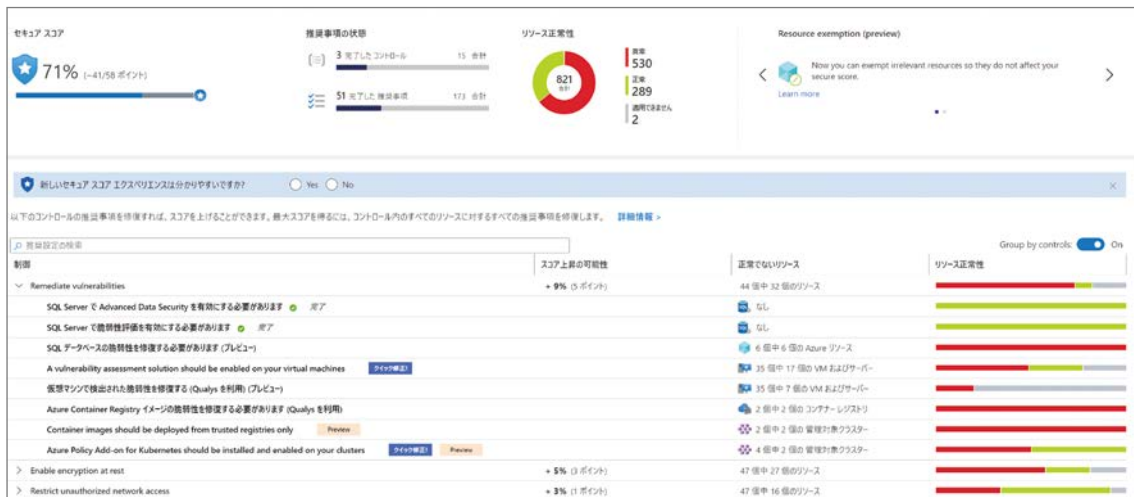 セキュア スコア
71% (~41/58 ポイント)
推奨事項の状態
3 完了したコントロール 15 合計
51 完了した推奨事項 173 合計
リソース正常性
821
合計
異常
530
正常
289
適用できません
2
Resource exemption (preview)
Now you can exempt irrelevant resources so they do not affect your
secure score.
Learn more
新しいセキュア スコア エクスペリエンスは分かりやすいですか? Yes No
以下のコントロールの推奨事項を修復すれば、スコアを上げることができます。最大スコアを得るには、コントロール内のすべてのリソースに対するすべての推奨事項を修復します。 詳細情報 >
推奨設定の検索
Group by controls: On
制御 スコア上昇の可能性 正常でないリソース リソース正常性
Remediate vulnerabilities + 9% (5 ポイント) 44 個中 32 個のリソース
SQL Server で Advanced Data Security を有効にする必要があります 完了 なし
SQL Server で脆弱性評価を有効にする必要があります 完了 なし
SQL データベースの脆弱性を修復する必要があります (プレビュー) 6 個中 6 個の Azure リソース
A vulnerability assessment solution should be enabled on your virtual machines クイック修正! 35 個中 17 個の VM およびサーバー
仮想マシンで検出された脆弱性を修復する (Qualys を利用) (プレビュー) 35 個中 7 個の VM およびサーバー
Azure Container Registry イメージの脆弱性を修復する必要があります (Qualys を利用) 2 個中 2 個の コンテナー レジストリ
Container images should be deployed from trusted registries only Preview 2 個中 2 個の 管理対象クラスター
Azure Policy Add-on for Kubernetes should be installed and enabled on your clusters クイック修正! Preview 4 個中 2 個の 管理対象クラスター
Enable encryption at rest + 5% (3 ポイント) 47 個中 27 個のリソース
Restrict unauthorized network access + 3% (1 ポイント) 47 個中 16 個のリソース